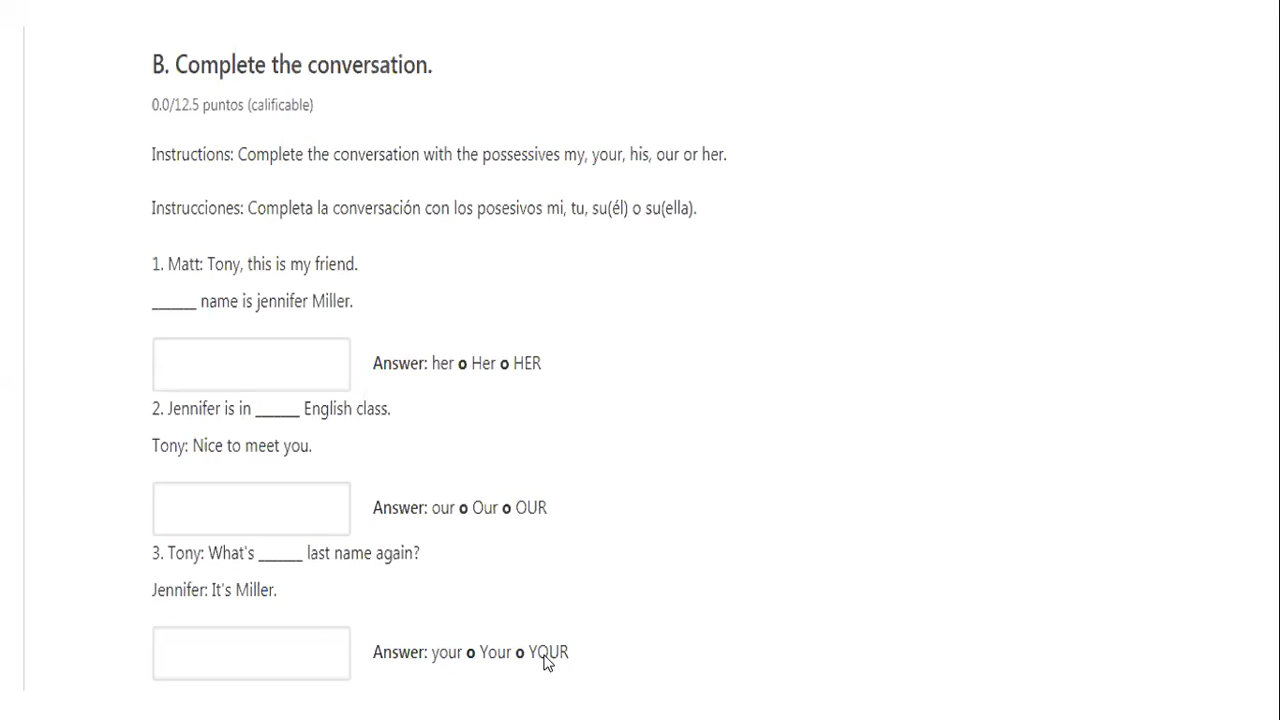 B. Complete the conversation.
0.0/12.5 puntos (calificable)
Instructions: Complete the conversation with the possessives my, your, his, our or her.
Instrucciones: Completa la conversación con los posesivos mi, tu, su(él) o su(ella).
1. Matt: Tony, this is my friend.
______ name is jennifer Miller.
Answer: her o Her o HER
2. Jennifer is in ______ English class.
Tony: Nice to meet you.
Answer: our o Our o OUR
3. Tony: What's ______ last name again?
Jennifer: It's Miller.
Answer: your o Your o YOUR